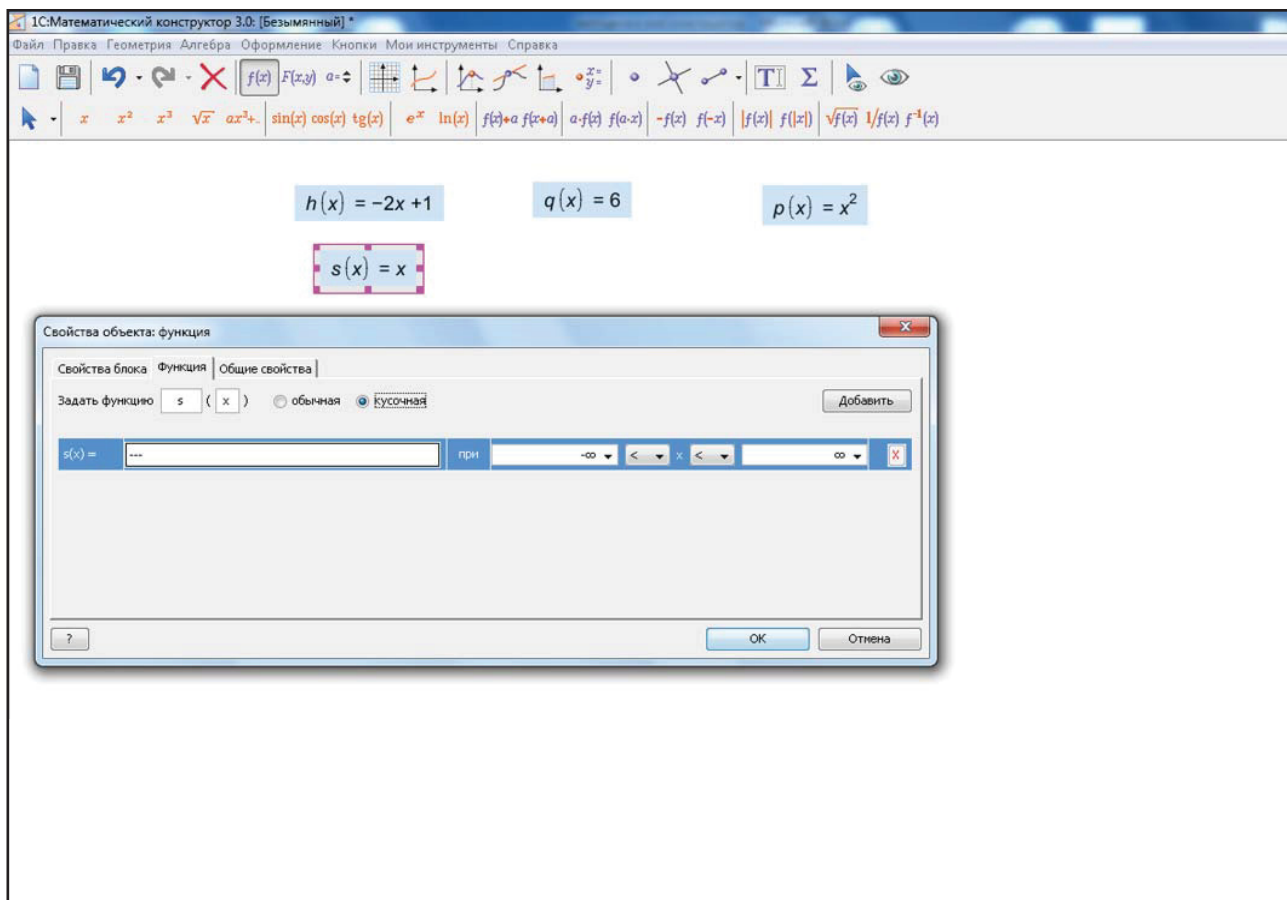 1С:Математический конструктор 3.0: [Безымянный] *
Файл Правка Геометрия Алгебра Оформление Кнопки Мои инструменты Справка
f(x) F(x,y) a= x= y= T Σ
x x² x³ √x ax³+.. sin(x) cos(x) tg(x) eˣ ln(x) f(x)+a f(x+a) a·f(x) f(a·x) -f(x) f(-x) |f(x)| f(|x|) √f(x) 1/f(x) f⁻¹(x)
h(x) = −2x +1 q(x) = 6 p(x) = x²
s(x) = x
Свойства объекта: функция
X
Свойства блока Функция Общие свойства
Задать функцию s ( x ) обычная кусочная Добавить
s(x) = --- при -∞ < x < ∞ X
? OK Отмена